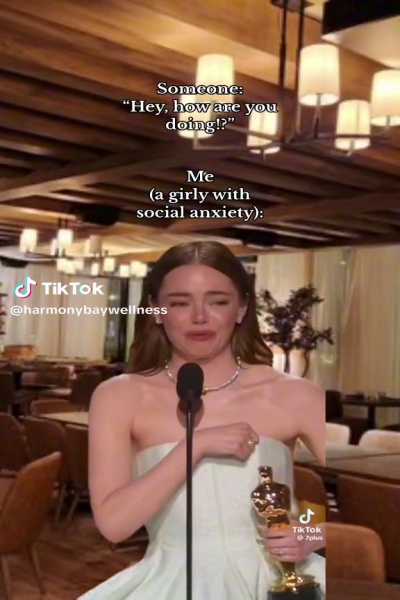 Someone:
“Hey, how are you
doing!?”
Me
(a girly with
social anxiety):
TikTok
@harmonybaywellness
TikTok
@ 7plus